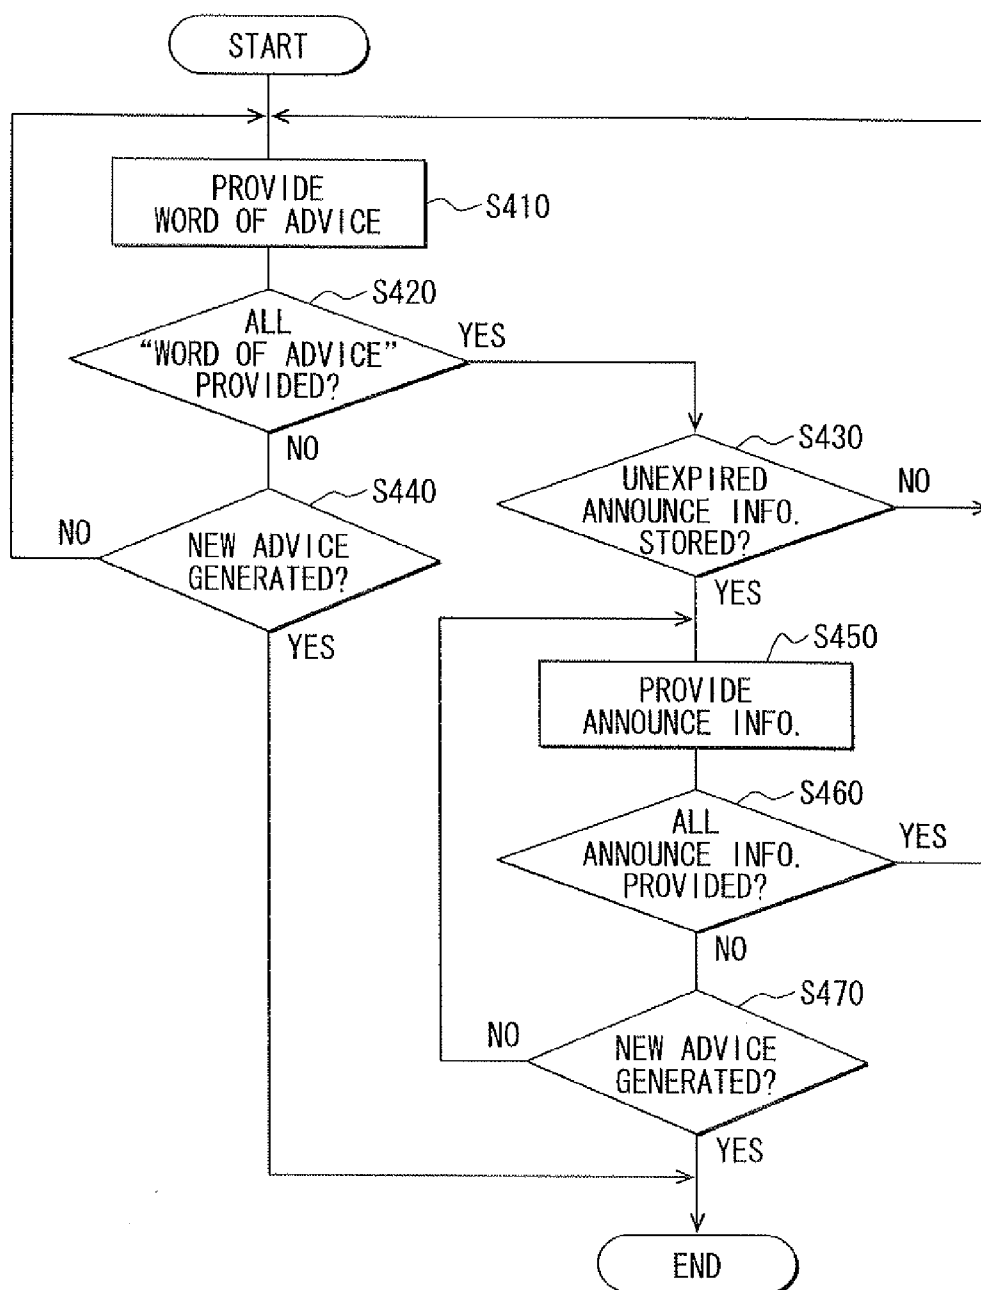 START
PROVIDE
WORD OF ADVICE
S410
S420
ALL
“WORD OF ADVICE”
PROVIDED?
YES
NO
S430
UNEXPIRED
ANNOUNCE INFO.
STORED?
NO
YES
S440
NEW ADVICE
GENERATED?
NO
YES
S450
PROVIDE
ANNOUNCE INFO.
S460
ALL
ANNOUNCE INFO.
PROVIDED?
YES
NO
S470
NEW ADVICE
GENERATED?
NO
YES
END